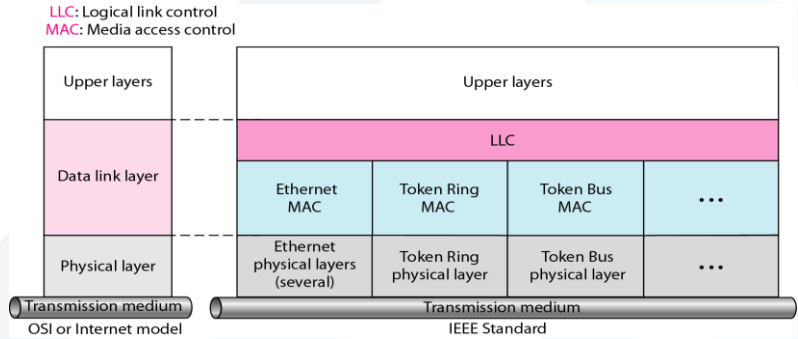 LLC: Logical link control
MAC: Media access control
Upper layers
Data link layer
Physical layer
Transmission medium
OSI or Internet model
Upper layers
LLC
Ethernet
MAC
Token Ring
MAC
Token Bus
MAC
...
Ethernet
physical layers
(several)
Token Ring
physical layer
Token Bus
physical layer
...
Transmission medium
IEEE Standard